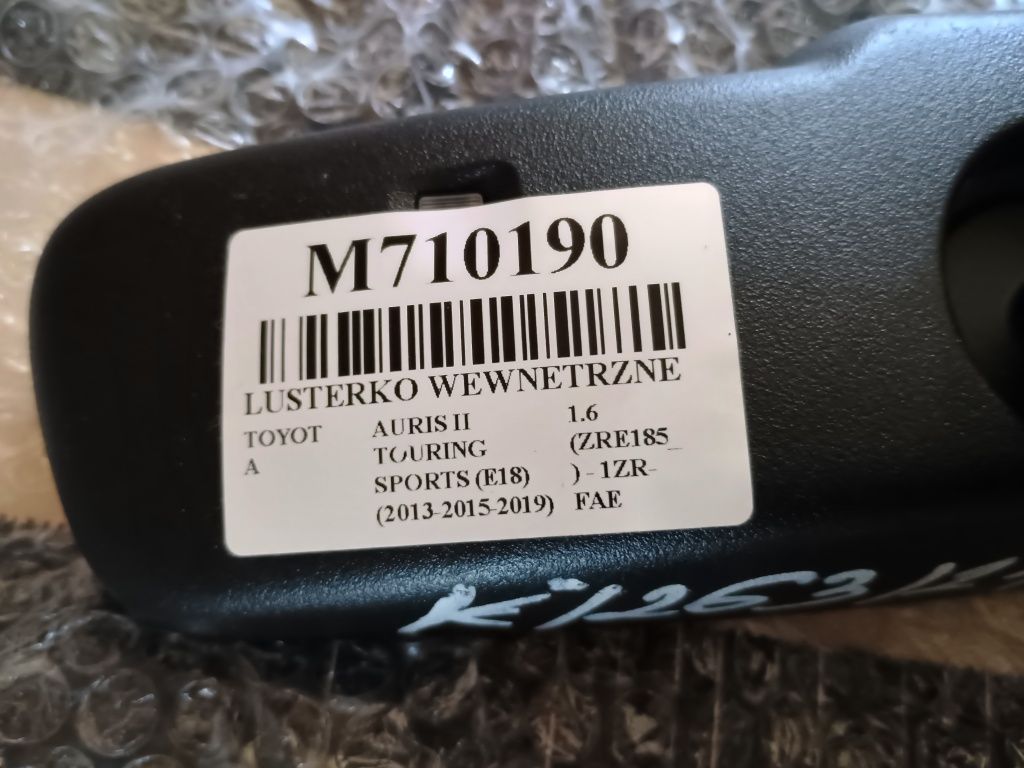 M710190
LUSTERKO WEWNETRZNE
TOYOT
A
AURIS II
TOURING
SPORTS (E18)
(2013-2015-2019)
1.6
(ZRE185_
) - 1ZR-
FAE